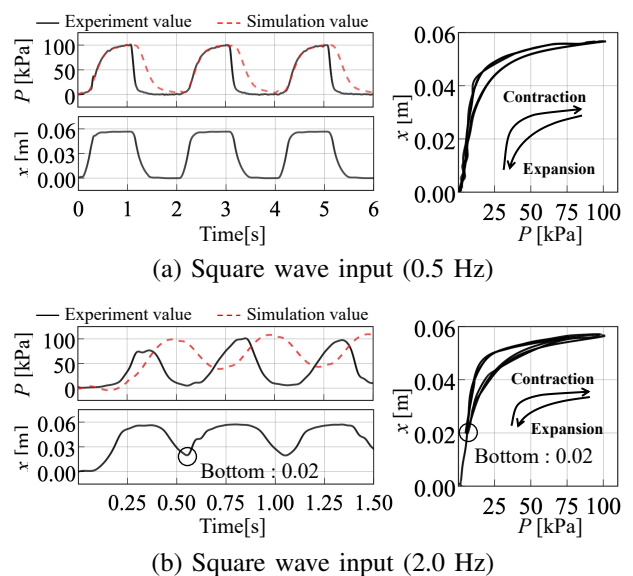 Experiment value Simulation value
P [kPa]
100
50
0
x [m]
0.06
0.03
0.00
0 1 2 3 4 5 6
Time[s]
x [m]
0.06
0.04
0.02
0.00
Contraction
Expansion
25 50 75 100
P [kPa]
(a) Square wave input (0.5 Hz)
Experiment value Simulation value
P [kPa]
100
50
0
x [m]
0.06
0.03
0.00
Bottom : 0.02
0.25 0.50 0.75 1.00 1.25 1.50
Time[s]
x [m]
0.06
0.04
0.02
0.00
Contraction
Expansion
Bottom : 0.02
25 50 75 100
P [kPa]
(b) Square wave input (2.0 Hz)